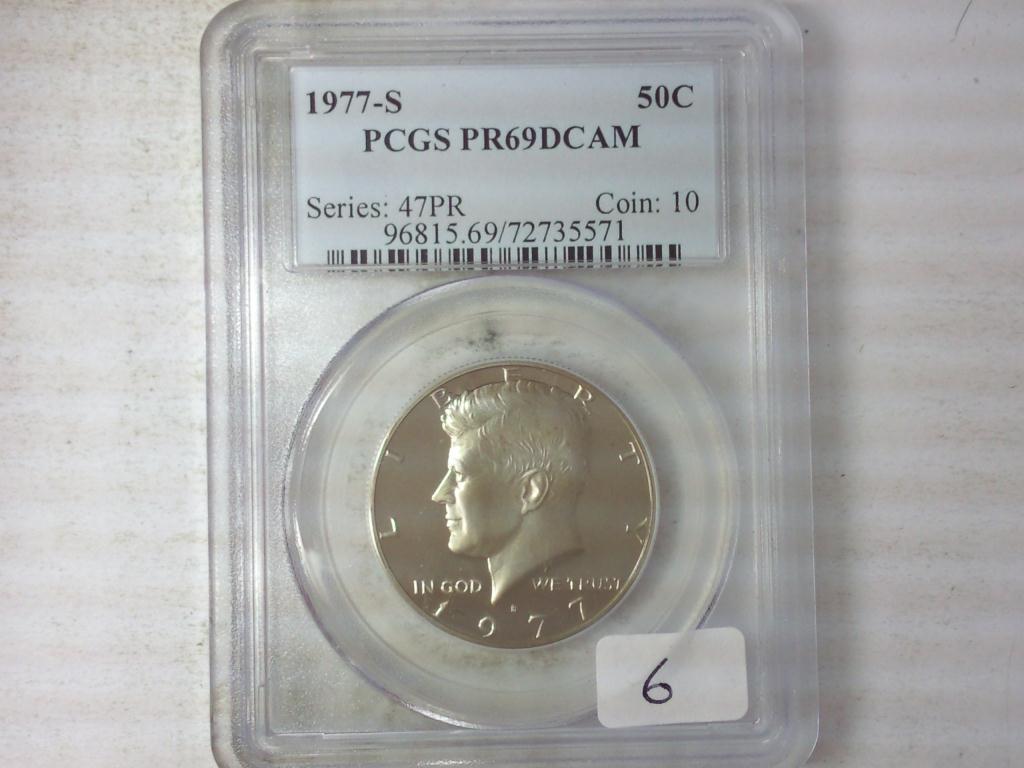 1977-S 50C
PCGS PR69DCAM
Series: 47PR Coin: 10
96815.69/72735571
LIBERTY
IN GOD WE TRUST
S
1977
6